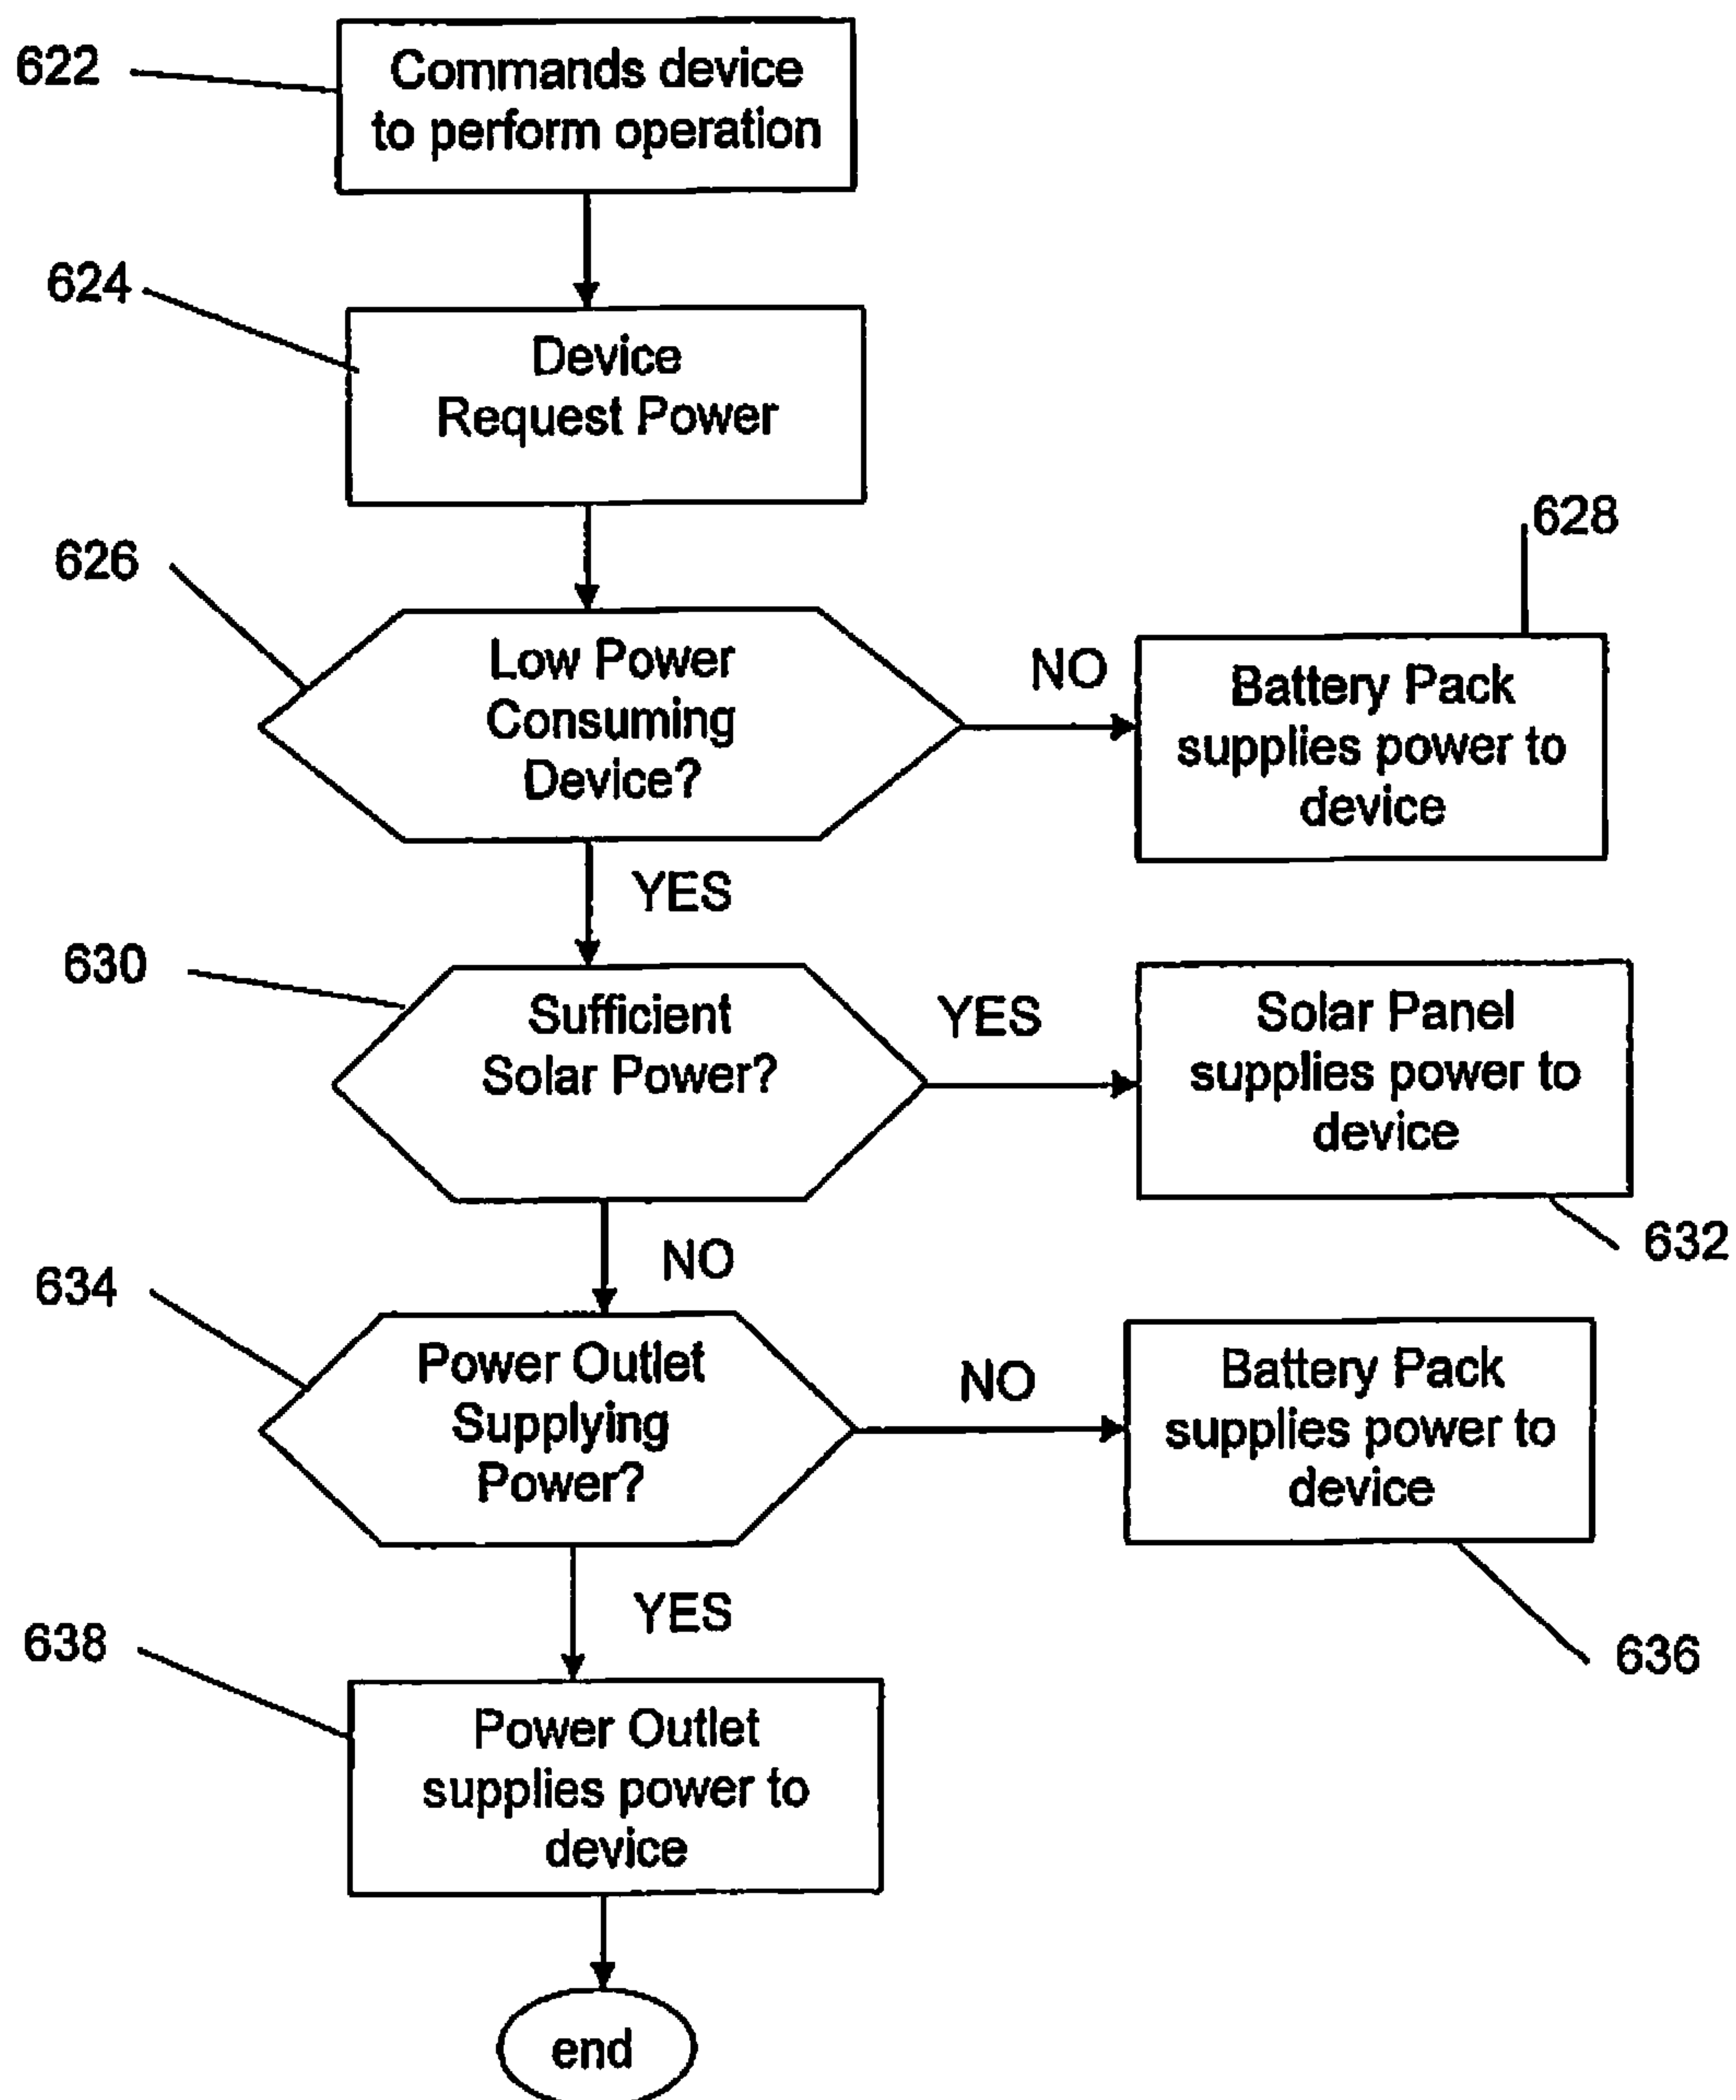 622
Commands device
to perform operation
624
Device
Request Power
626
Low Power
Consuming
Device?
NO
628
Battery Pack
supplies power to
device
YES
630
Sufficient
Solar Power?
YES
Solar Panel
supplies power to
device
632
NO
634
Power Outlet
Supplying
Power?
NO
Battery Pack
supplies power to
device
636
YES
638
Power Outlet
supplies power to
device
end